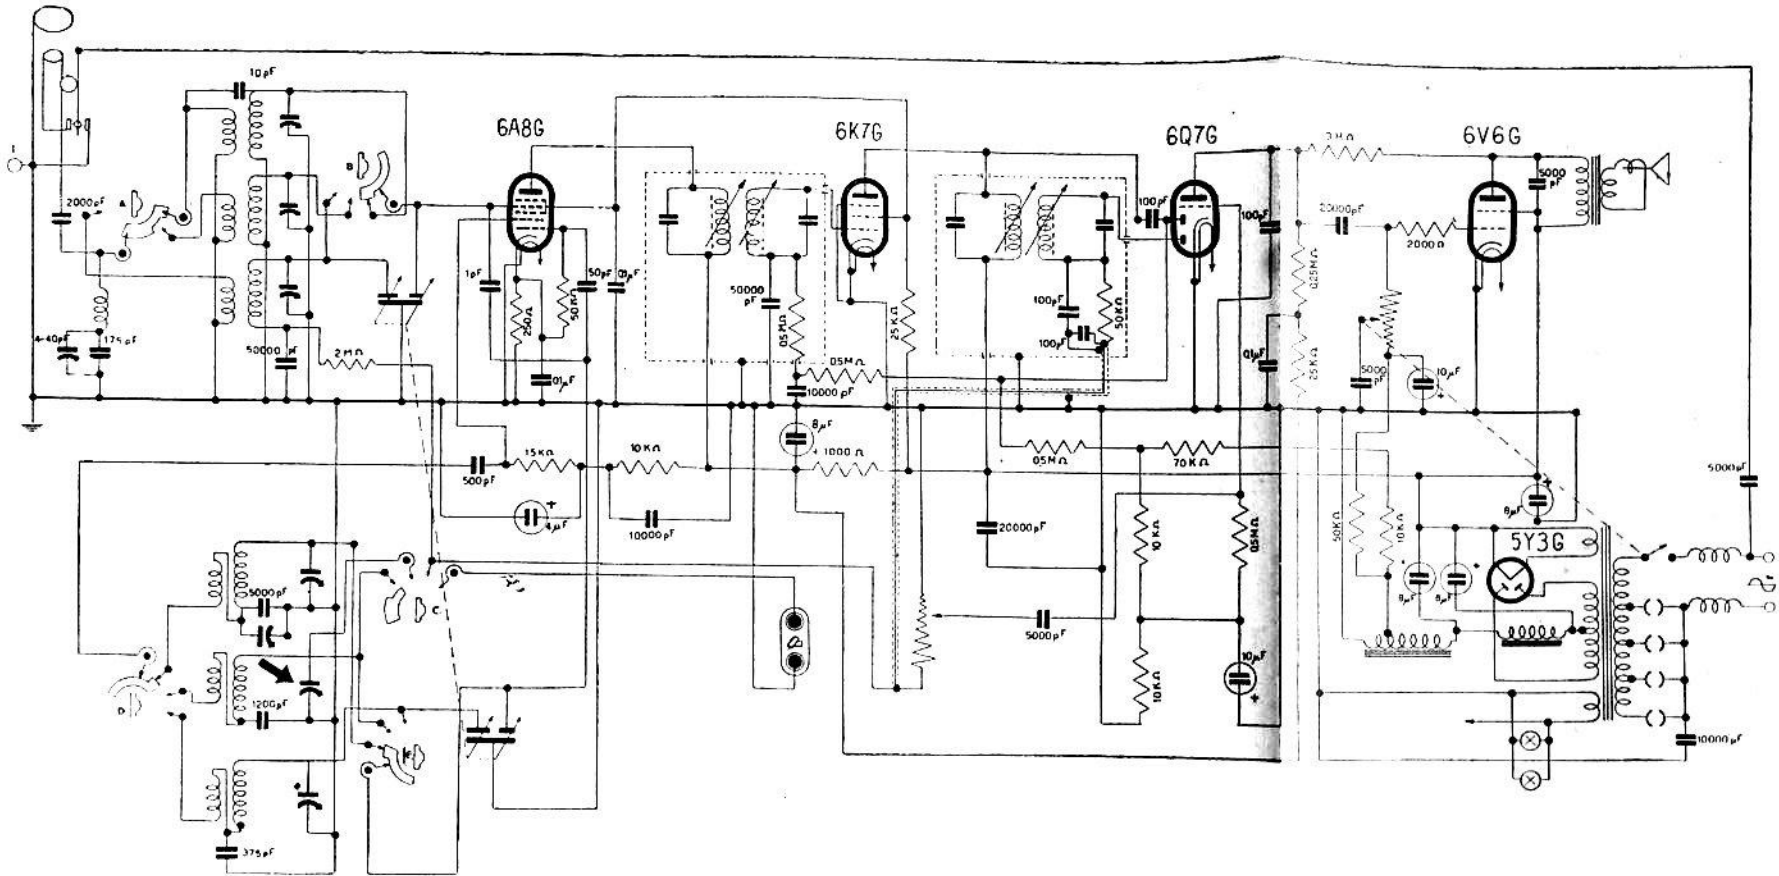 10pF
6A8G
6K7G
6Q7G
6V6G
2000pF
A
B
4-40pF
175pF
50000pF
2MΩ
1pF
250Ω
50KΩ
50pF
0,1µF
0,1µF
50000pF
0,5MΩ
10000pF
25KΩ
0,5MΩ
100pF
100pF
100pF
50KΩ
100pF
0,1µF
0,25MΩ
25KΩ
20000pF
2000Ω
5000pF
5000pF
10µF
+
500pF
15KΩ
10KΩ
8µF
+
1000Ω
0,5MΩ
70KΩ
+
4µF
10000pF
20000pF
10KΩ
0,5MΩ
50KΩ
10KΩ
8µF
+
8µF
8µF
5Y3G
5000pF
5000pF
C
1200pF
D
5000pF
10KΩ
10µF
+
375pF
10000µF